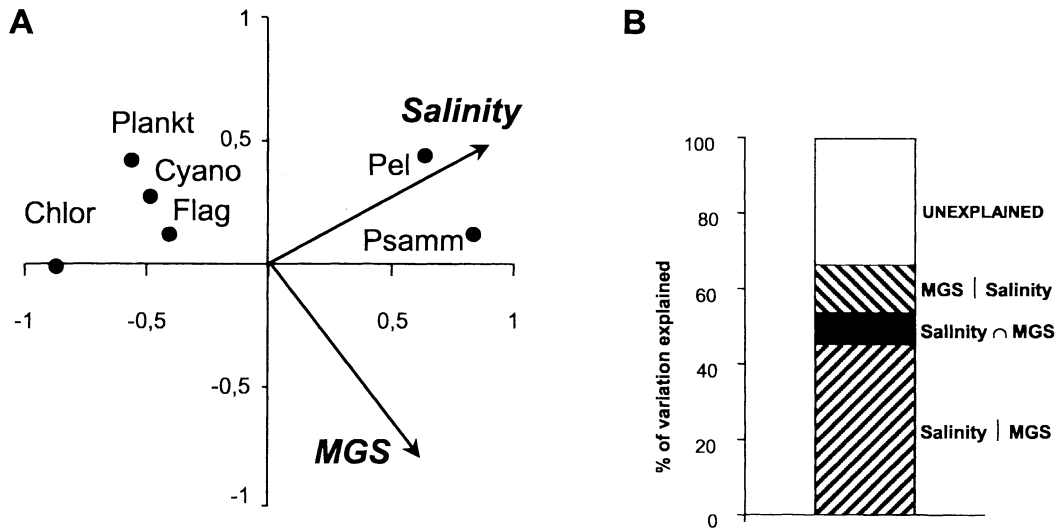 A
1
Salinity
Plankt
0,5
Pel
Cyano
Chlor
Flag
Psamm
-1
-0,5
0,5
1
-0,5
MGS
-1
B
% of variation explained
100
80
60
40
20
0
UNEXPLAINED
MGS | Salinity
Salinity ∩ MGS
Salinity | MGS